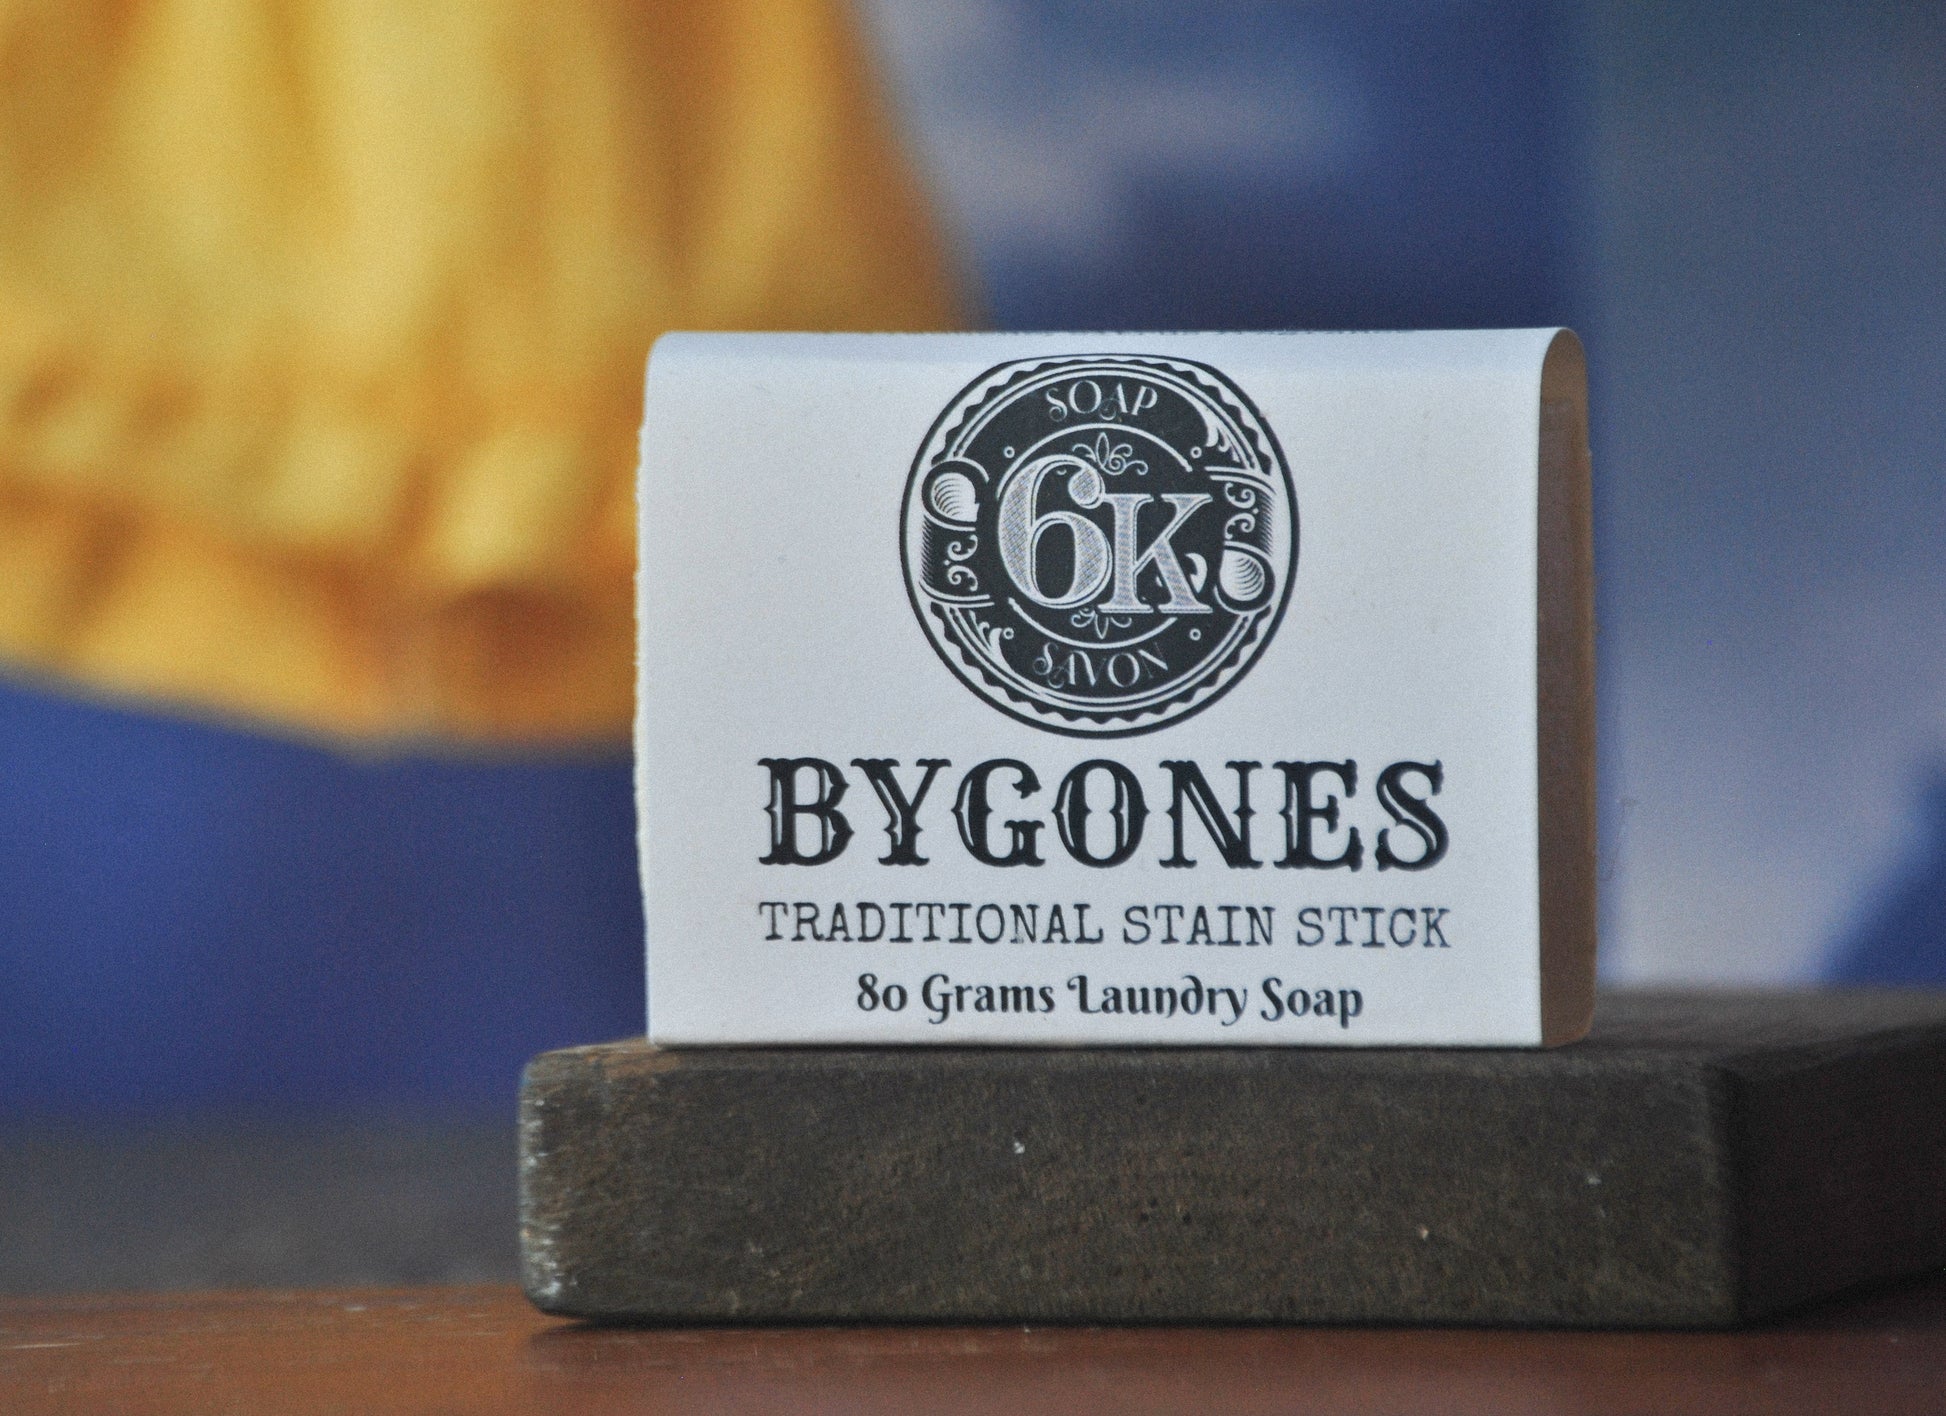 SOAP
6K
SAVON
BYGONES
TRADITIONAL STAIN STICK
80 Grams Laundry Soap